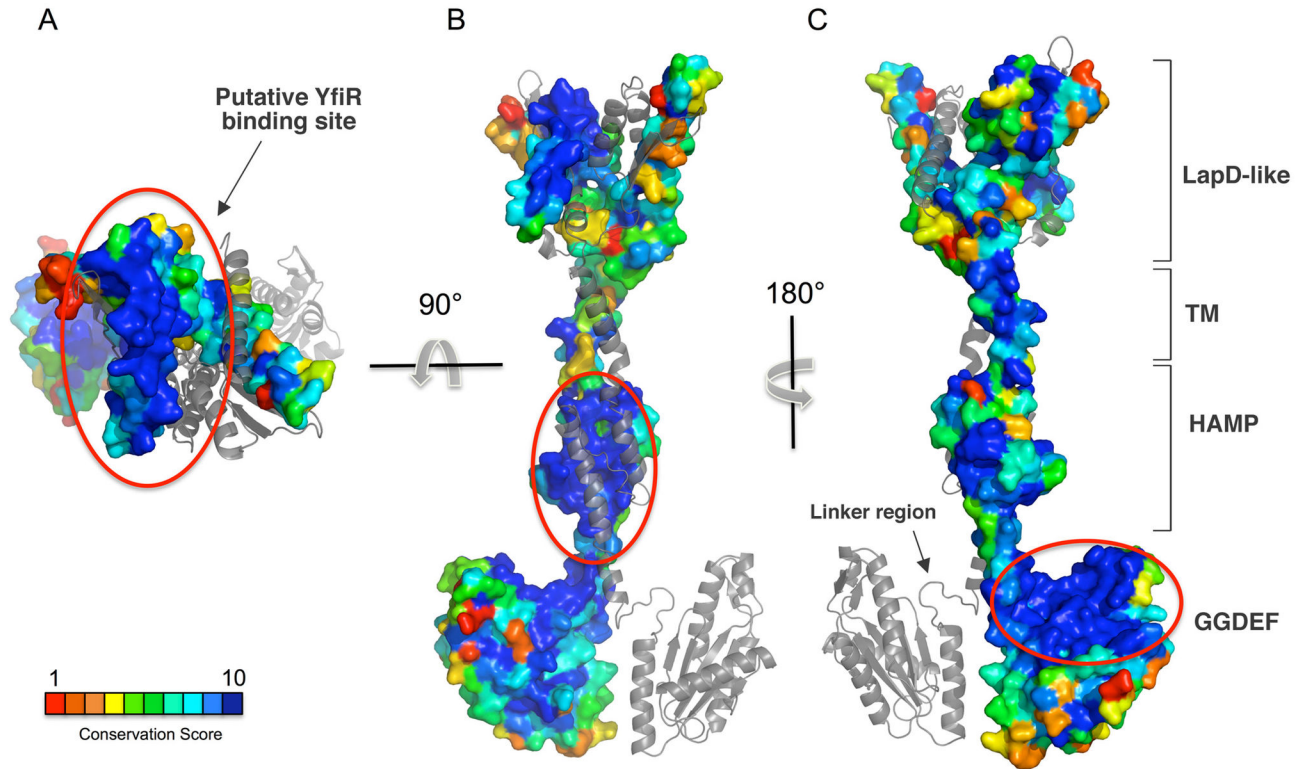 A
B
C
Putative YfiR
binding site
90°
180°
LapD-like
TM
HAMP
Linker region
GGDEF
1 10
Conservation Score